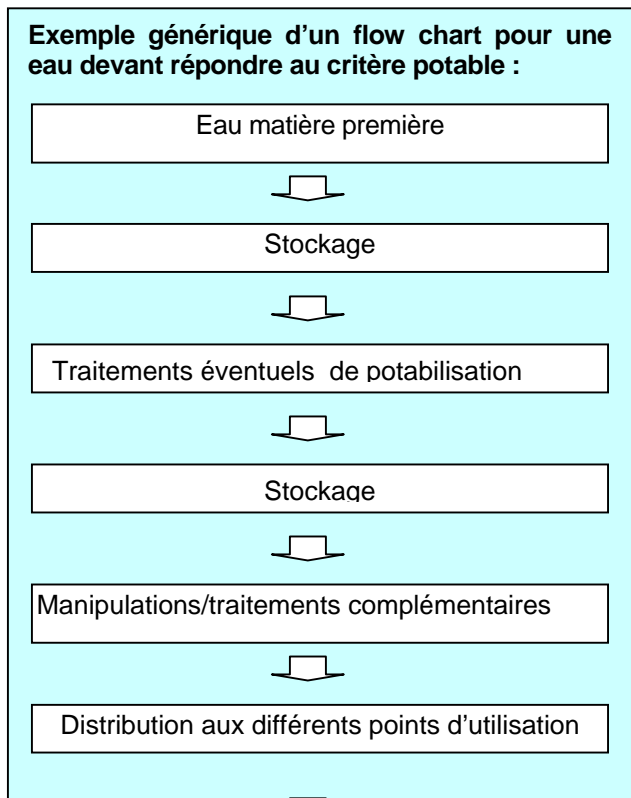 Exemple générique d’un flow chart pour une
eau devant répondre au critère potable :
Eau matière première
Stockage
Traitements éventuels de potabilisation
Stockage
Manipulations/traitements complémentaires
Distribution aux différents points d’utilisation